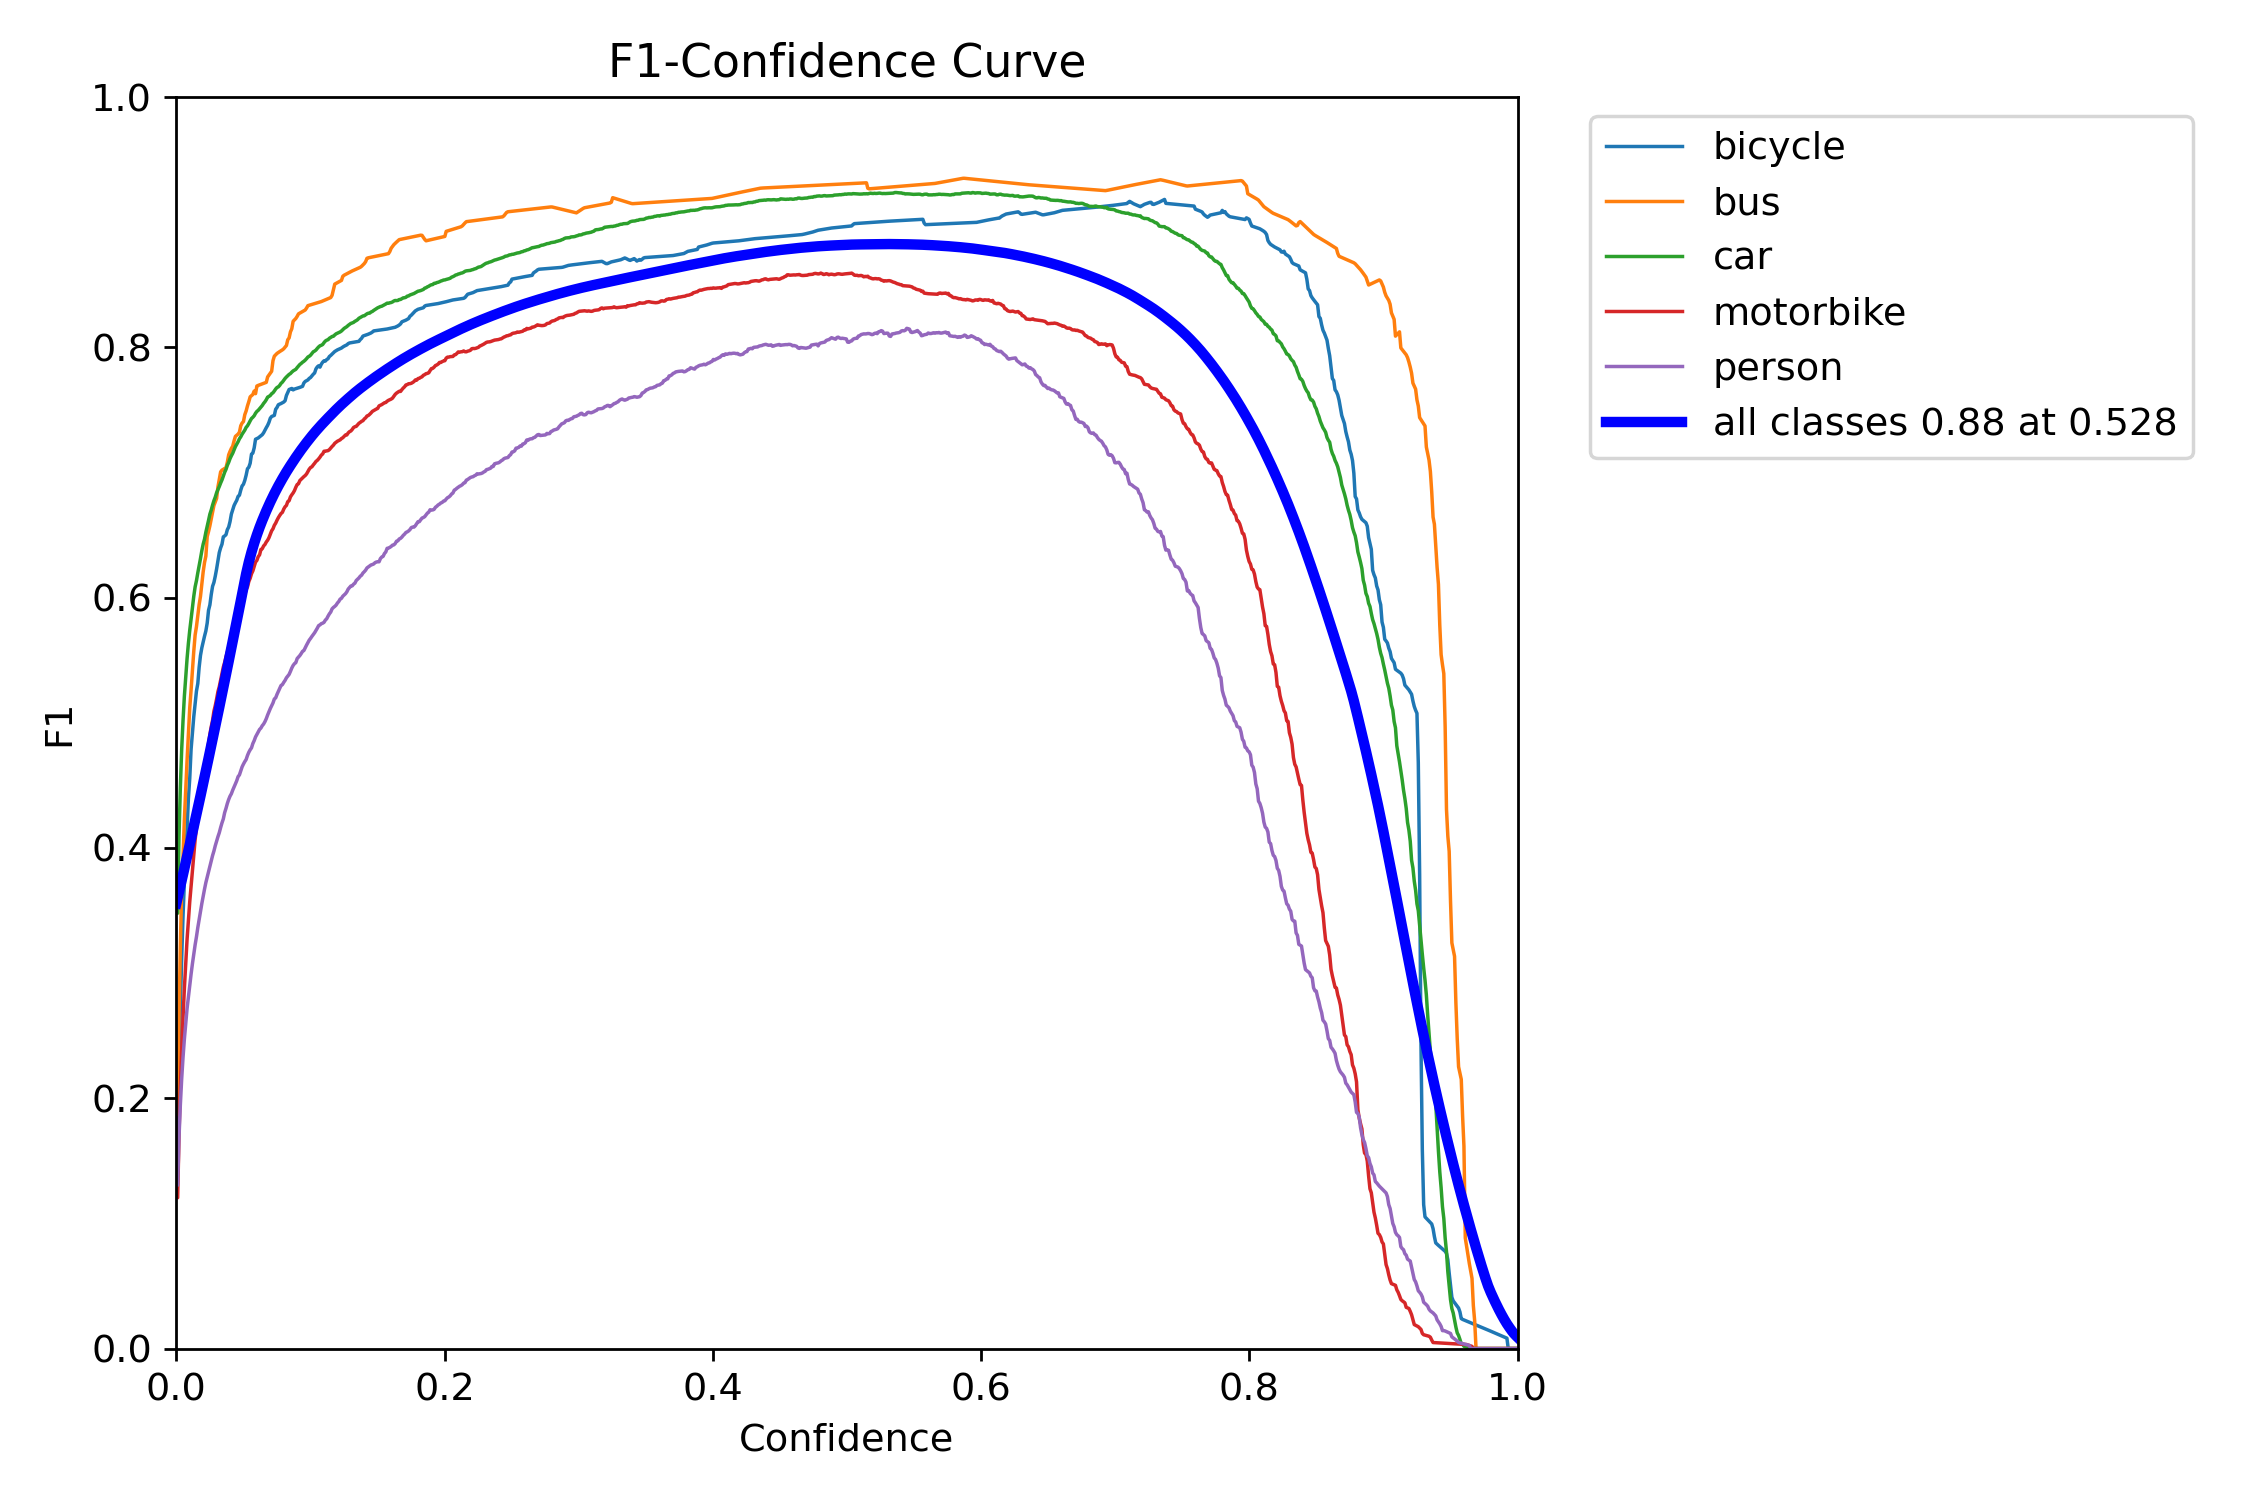 F1-Confidence Curve
1.0
0.8
0.6
0.4
0.2
0.0
F1
0.0 0.2 0.4 0.6 0.8 1.0
Confidence
bicycle
bus
car
motorbike
person
all classes 0.88 at 0.528